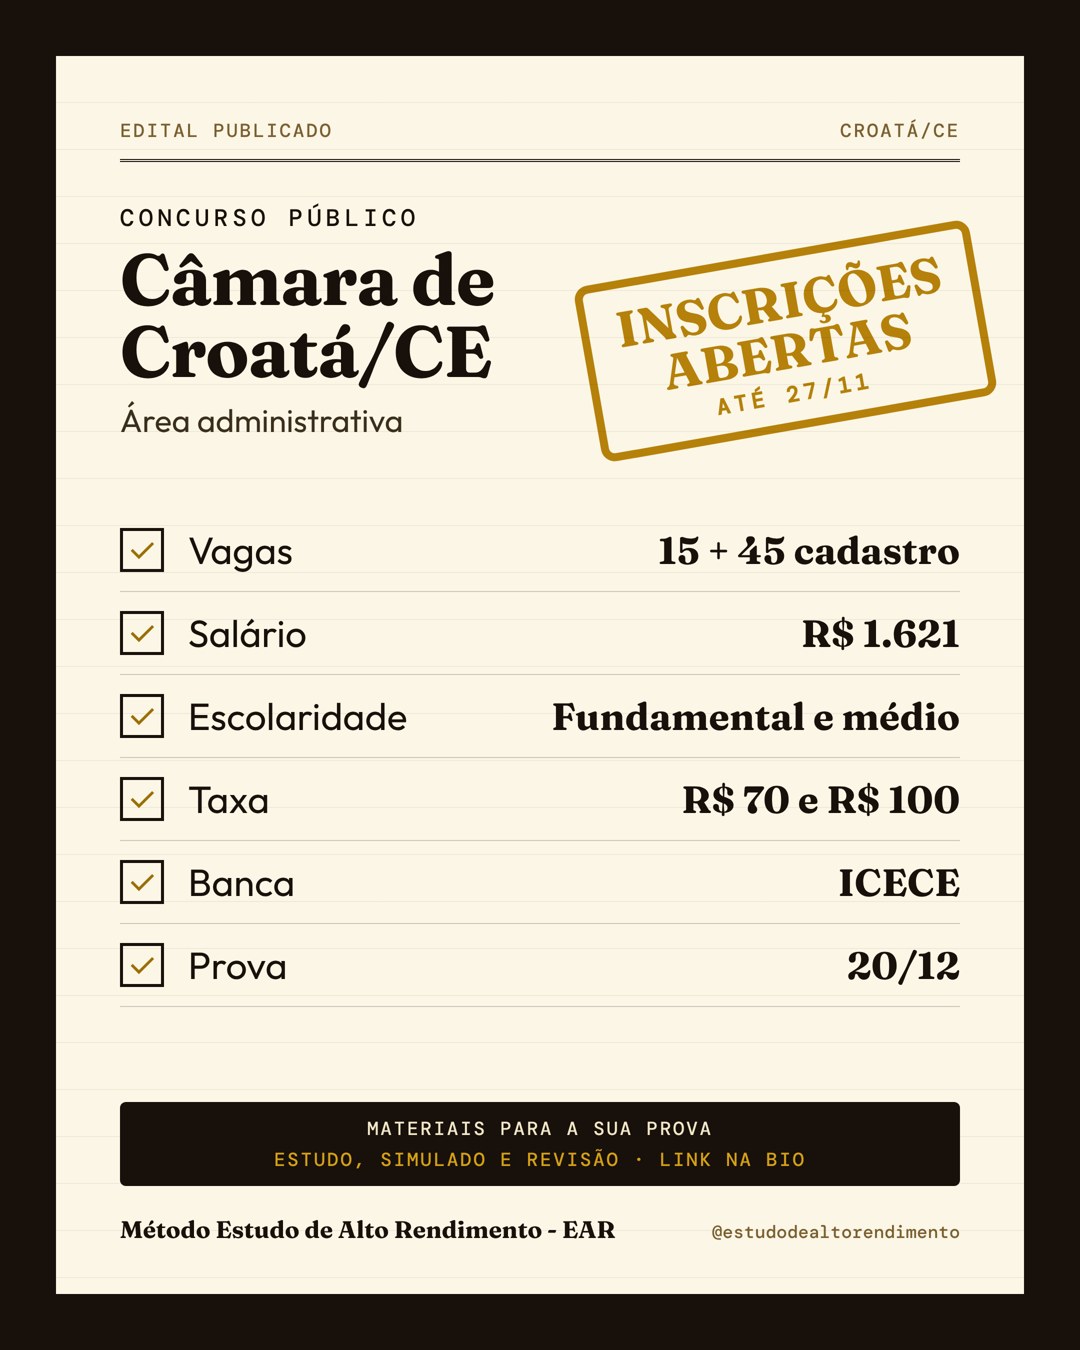 EDITAL PUBLICADO
CROATÁ/CE
CONCURSO PÚBLICO
Câmara de
Croatá/CE
Área administrativa
INSCRIÇÕES
ABERTAS
ATÉ 27/11
Vagas 15 + 45 cadastro
Salário R$ 1.621
Escolaridade Fundamental e médio
Taxa R$ 70 e R$ 100
Banca ICECE
Prova 20/12
MATERIAIS PARA A SUA PROVA
ESTUDO, SIMULADO E REVISÃO · LINK NA BIO
Método Estudo de Alto Rendimento - EAR
@estudodealtorendimento